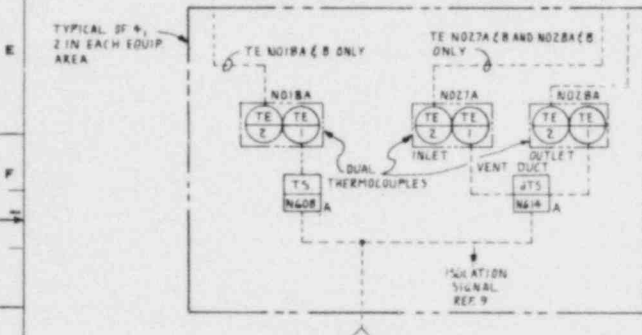 E
F
TYPICAL OF 4,
2 IN EACH EQUIP.
AREA
TE N018A & B ONLY
TE N027A & B AND N028A & B
ONLY
N018A
N027A
N028A
TE 2
TE 1
TE 2
TE 1
TE 2
TE 1
INLET
OUTLET
VENT DUCT
DUAL
THERMOCOUPLES
TS
N608 A
dTS
N614 A
ISOLATION
SIGNAL
REF. 9